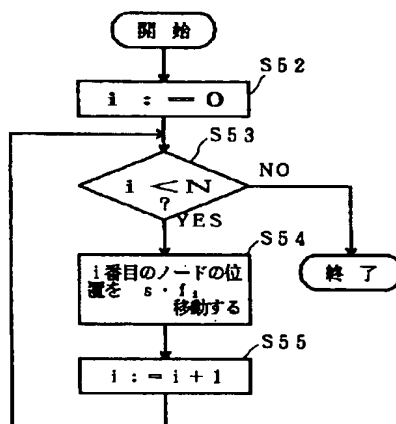 開始
S52
i := 0
S53
i < N
?
NO
YES
S54
i番目のノードの位
置を s・fi
移動する
終了
S55
i := i + 1